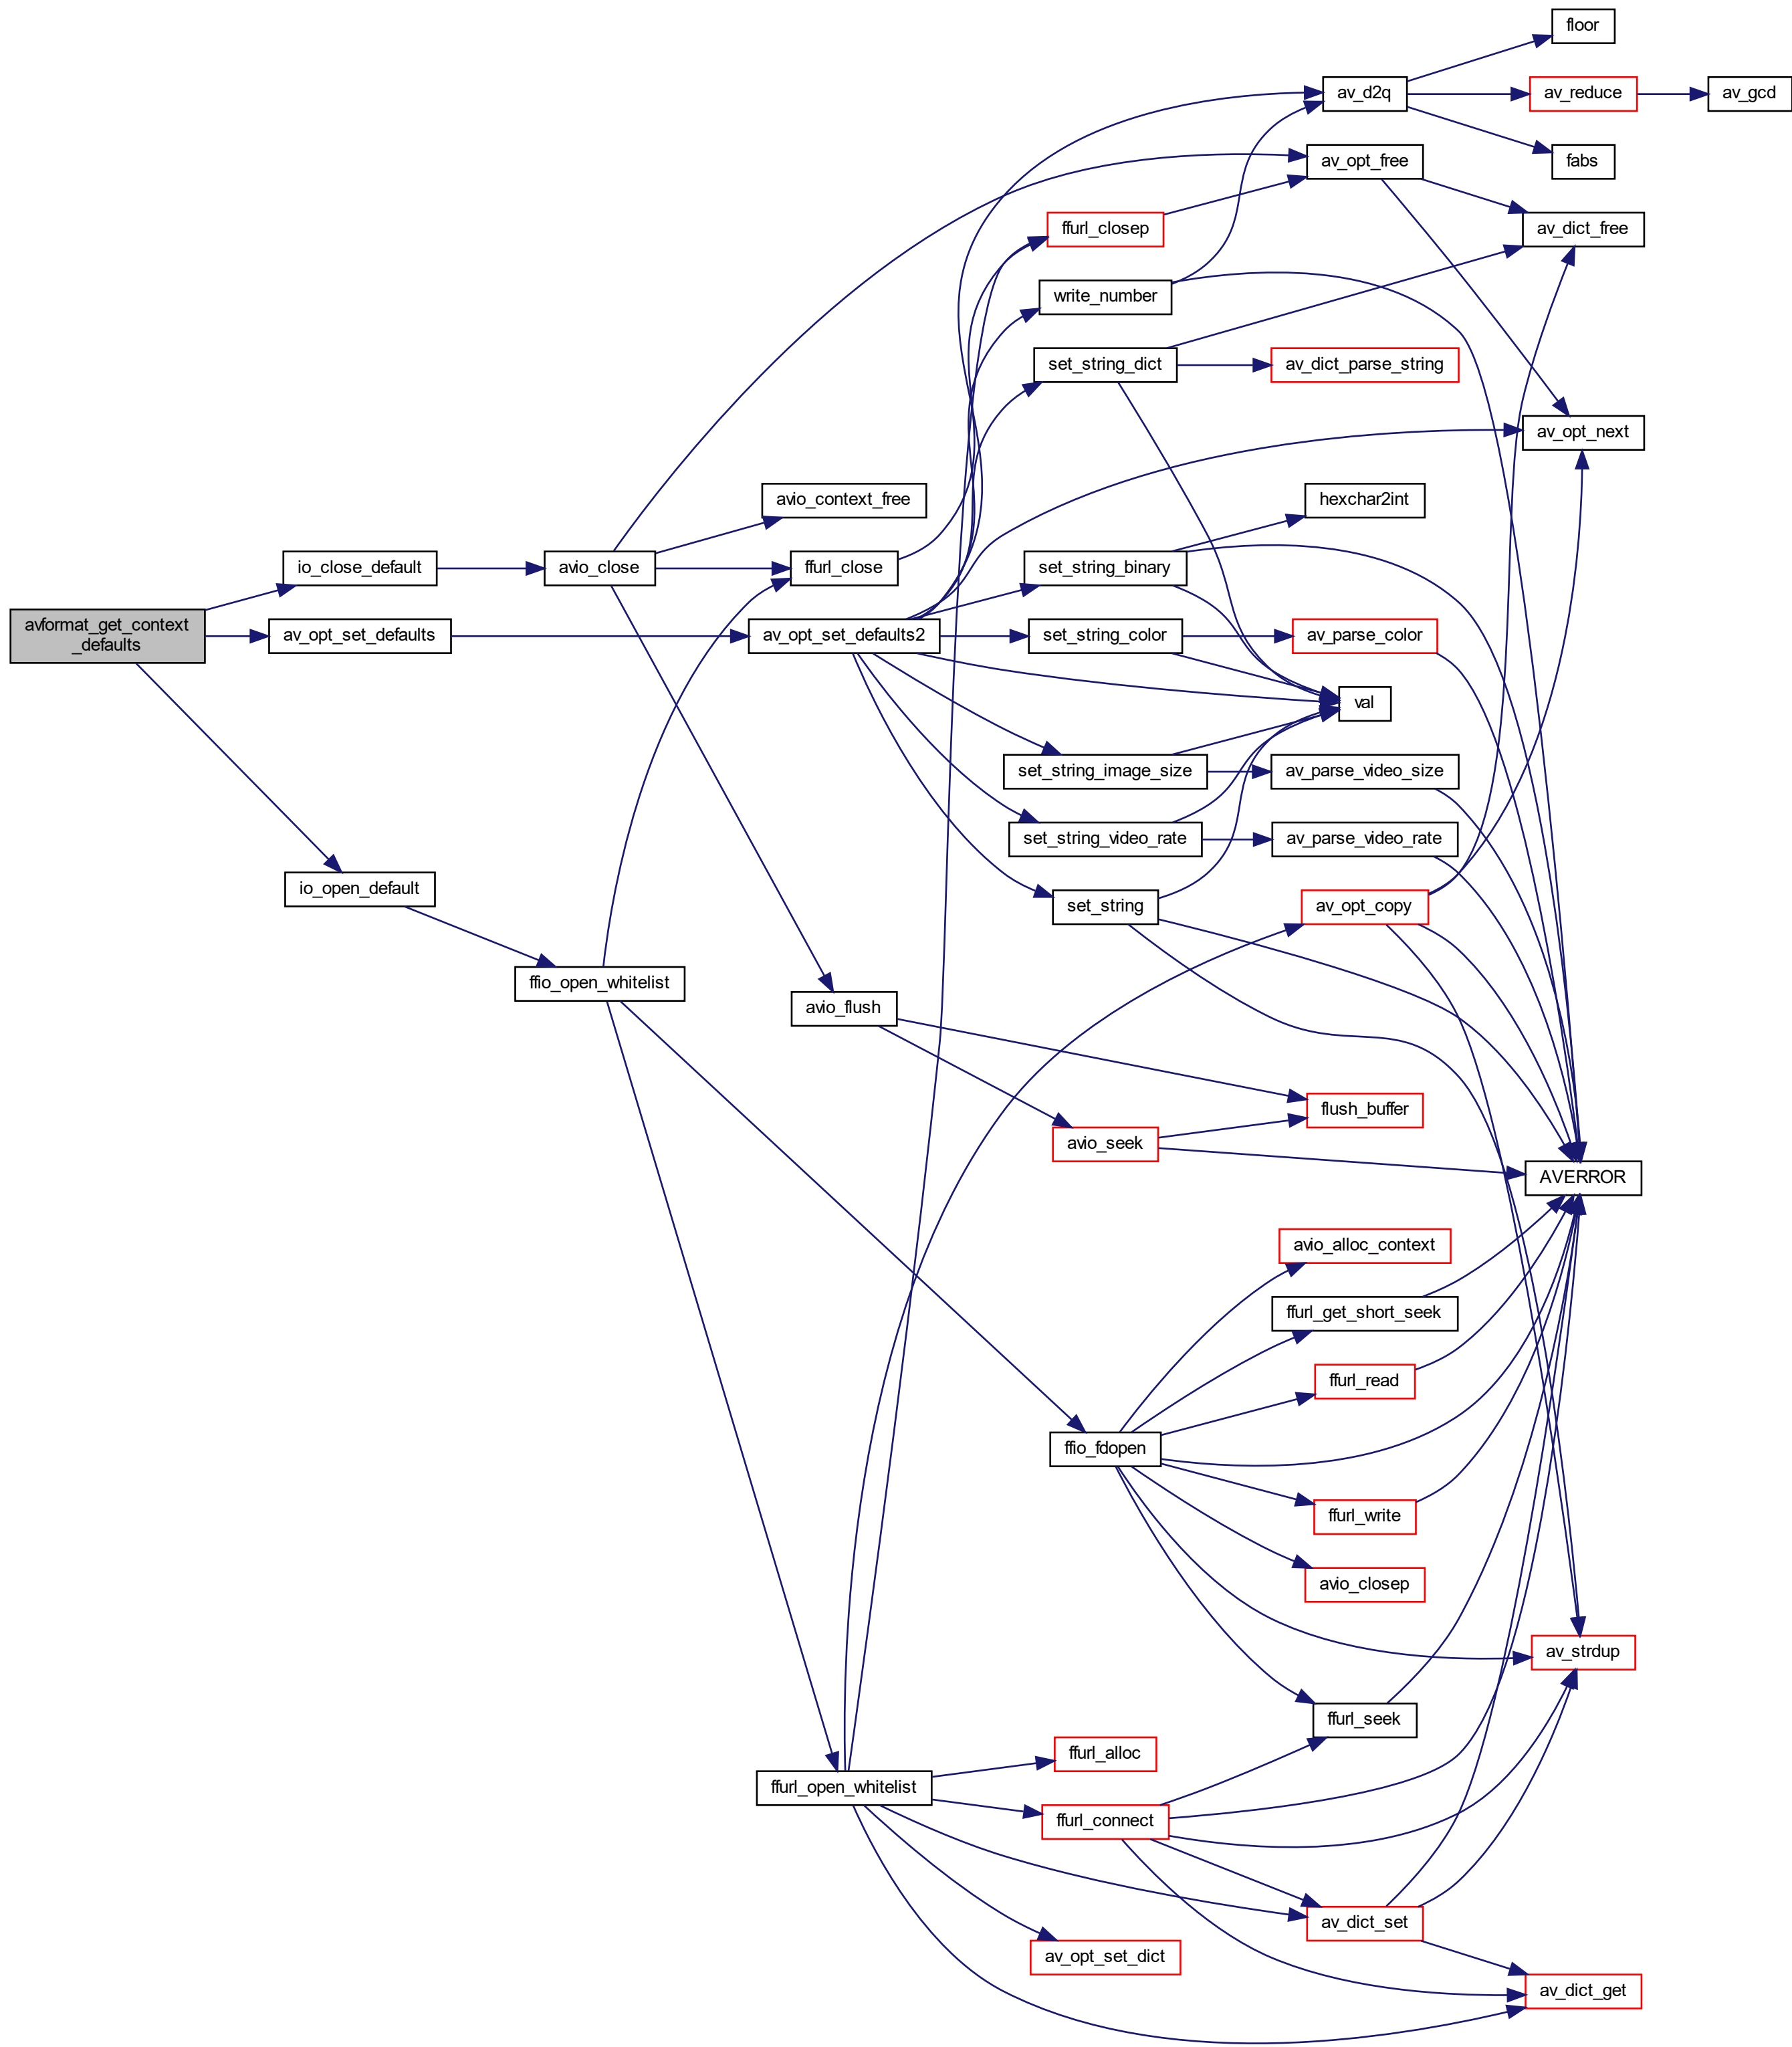 floor
av_d2q
av_reduce
av_gcd
av_opt_free
fabs
ffurl_closep
av_dict_free
write_number
set_string_dict
av_dict_parse_string
av_opt_next
avio_context_free
hexchar2int
io_close_default
avio_close
ffurl_close
set_string_binary
avformat_get_context
_defaults
av_opt_set_defaults
av_opt_set_defaults2
set_string_color
av_parse_color
val
set_string_image_size
av_parse_video_size
set_string_video_rate
av_parse_video_rate
io_open_default
set_string
av_opt_copy
ffio_open_whitelist
avio_flush
flush_buffer
avio_seek
AVERROR
avio_alloc_context
ffurl_get_short_seek
ffurl_read
ffio_fdopen
ffurl_write
avio_closep
av_strdup
ffurl_seek
ffurl_alloc
ffurl_open_whitelist
ffurl_connect
av_dict_set
av_opt_set_dict
av_dict_get